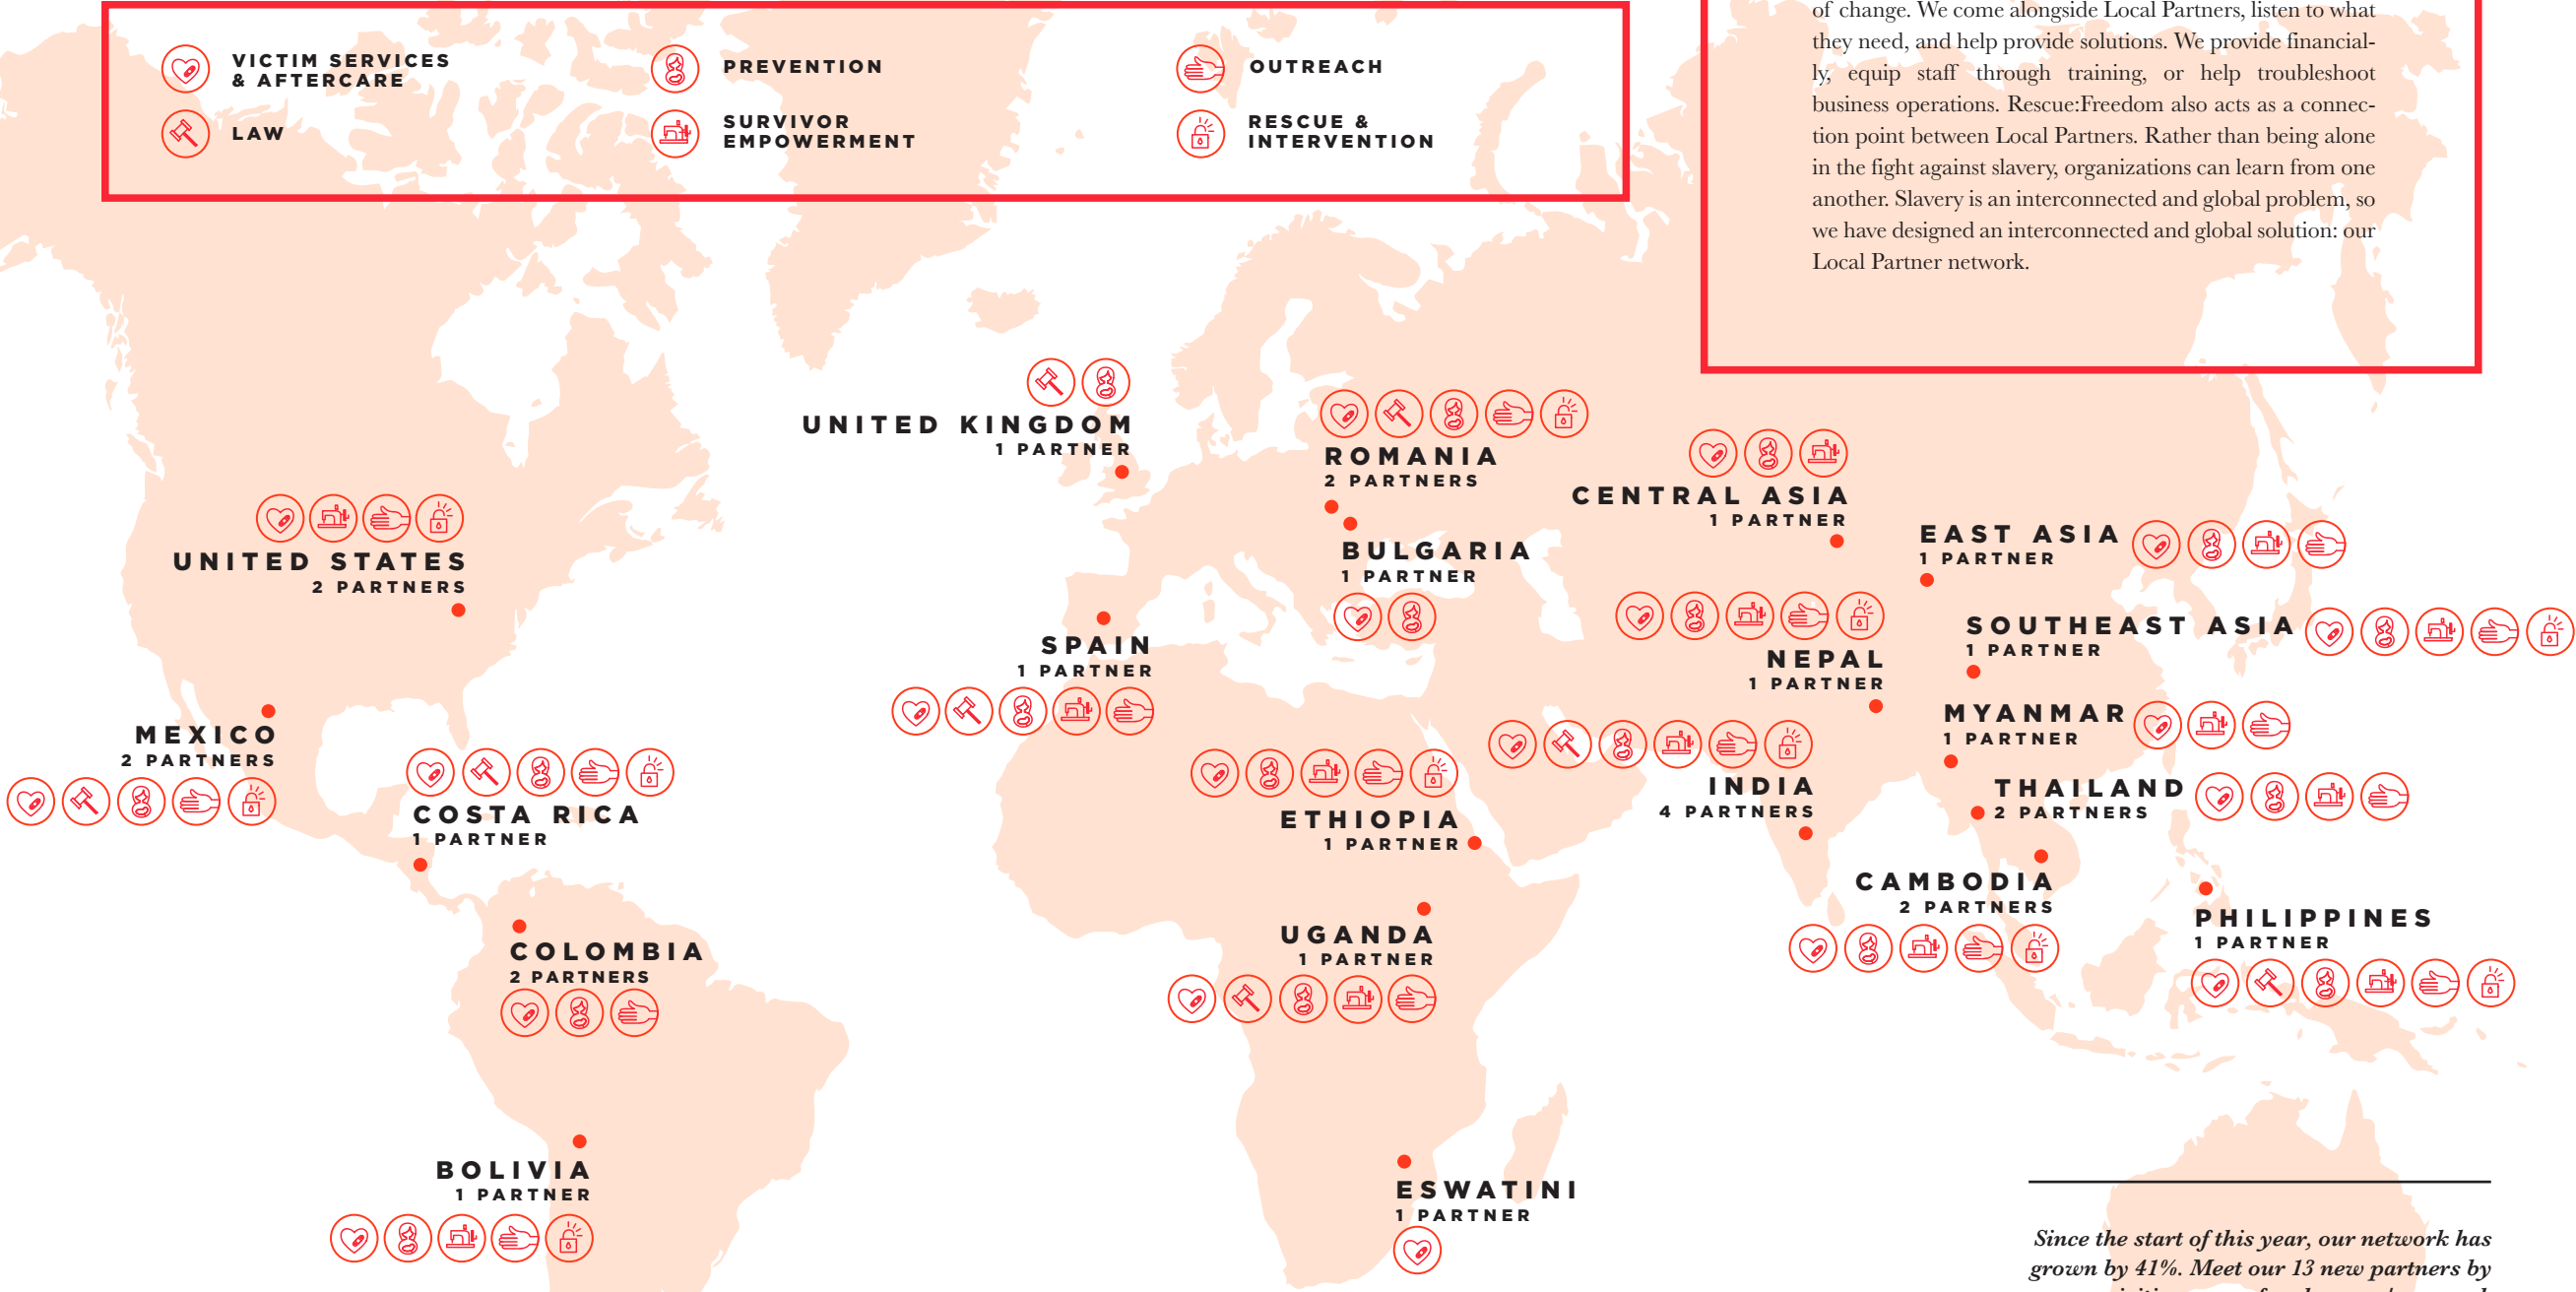 VICTIM SERVICES
& AFTERCARE
LAW
PREVENTION
SURVIVOR
EMPOWERMENT
OUTREACH
RESCUE &
INTERVENTION
of change. We come alongside Local Partners, listen to what
they need, and help provide solutions. We provide financial-
ly, equip staff through training, or help troubleshoot
business operations. Rescue:Freedom also acts as a connec-
tion point between Local Partners. Rather than being alone
in the fight against slavery, organizations can learn from one
another. Slavery is an interconnected and global problem, so
we have designed an interconnected and global solution: our
Local Partner network.
UNITED KINGDOM
1 PARTNER
ROMANIA
2 PARTNERS
CENTRAL ASIA
1 PARTNER
EAST ASIA
1 PARTNER
UNITED STATES
2 PARTNERS
BULGARIA
1 PARTNER
SOUTHEAST ASIA
1 PARTNER
SPAIN
1 PARTNER
NEPAL
1 PARTNER
MYANMAR
1 PARTNER
MEXICO
2 PARTNERS
COSTA RICA
1 PARTNER
ETHIOPIA
1 PARTNER
INDIA
4 PARTNERS
THAILAND
2 PARTNERS
CAMBODIA
2 PARTNERS
PHILIPPINES
1 PARTNER
COLOMBIA
2 PARTNERS
UGANDA
1 PARTNER
BOLIVIA
1 PARTNER
ESWATINI
1 PARTNER
Since the start of this year, our network has
grown by 41%. Meet our 13 new partners by